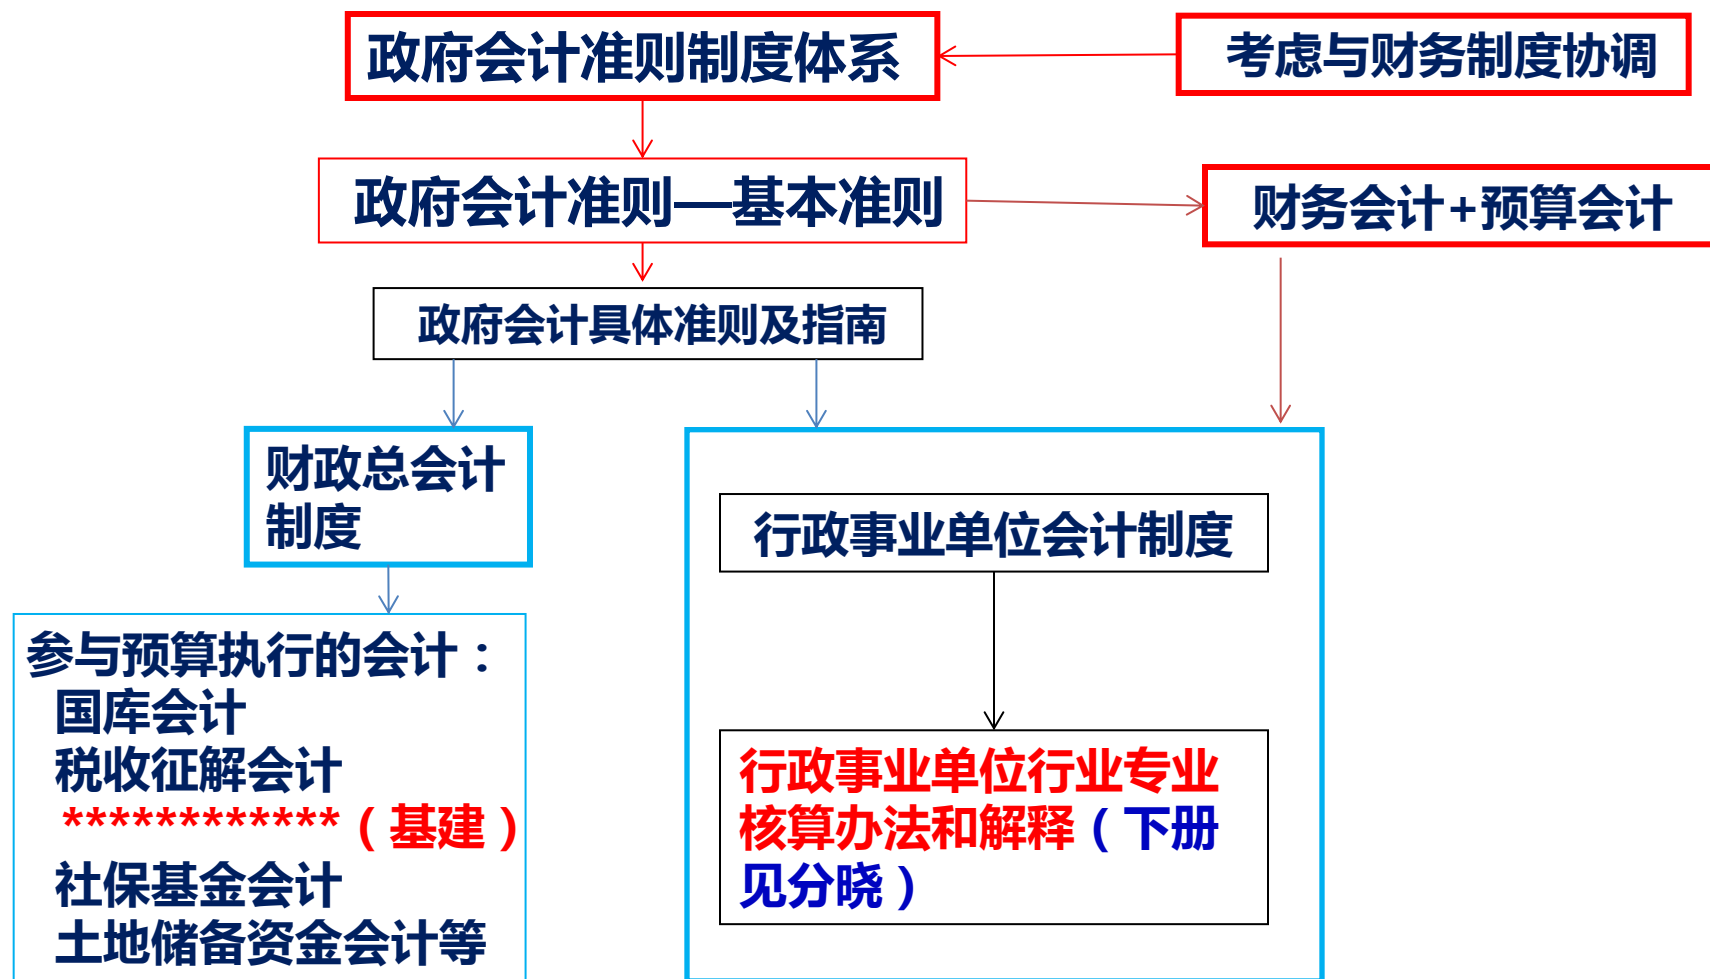 政府会计准则制度体系
考虑与财务制度协调
政府会计准则—基本准则
财务会计+预算会计
政府会计具体准则及指南
财政总会计
制度
行政事业单位会计制度
参与预算执行的会计：
国库会计
税收征解会计
************（基建）
社保基金会计
土地储备资金会计等
行政事业单位行业专业
核算办法和解释（下册
见分晓）